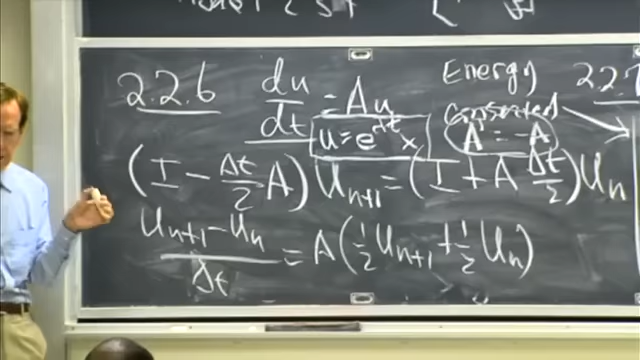 2.2.6 du/dt = Au Energy 2.2.7
u = e^{λt} x conserved A^T = -A
(I - Δt/2 A) U_{n+1} = (I + A Δt/2) U_n
U_{n+1} - U_n / Δt = A(1/2 U_{n+1} + 1/2 U_n)